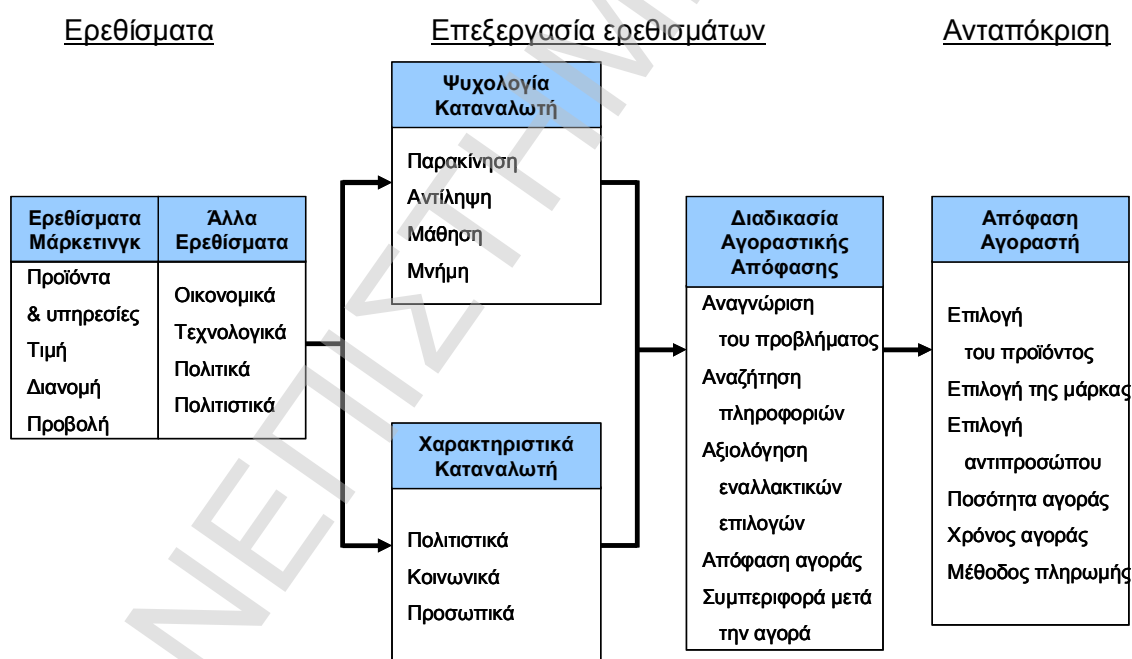 Ερεθίσματα
Επεξεργασία ερεθισμάτων
Ανταπόκριση
Ερεθίσματα
Μάρκετινγκ
Προϊόντα
& υπηρεσίες
Τιμή
Διανομή
Προβολή
Άλλα
Ερεθίσματα
Οικονομικά
Τεχνολογικά
Πολιτικά
Πολιτιστικά
Ψυχολογία
Καταναλωτή
Παρακίνηση
Αντίληψη
Μάθηση
Μνήμη
Χαρακτηριστικά
Καταναλωτή
Πολιτιστικά
Κοινωνικά
Προσωπικά
Διαδικασία
Αγοραστικής
Απόφασης
Αναγνώριση
του προβλήματος
Αναζήτηση
πληροφοριών
Αξιολόγηση
εναλλακτικών
επιλογών
Απόφαση αγοράς
Συμπεριφορά μετά
την αγορά
Απόφαση
Αγοραστή
Επιλογή
του προϊόντος
Επιλογή της μάρκας
Επιλογή
αντιπροσώπου
Ποσότητα αγοράς
Χρόνος αγοράς
Μέθοδος πληρωμής